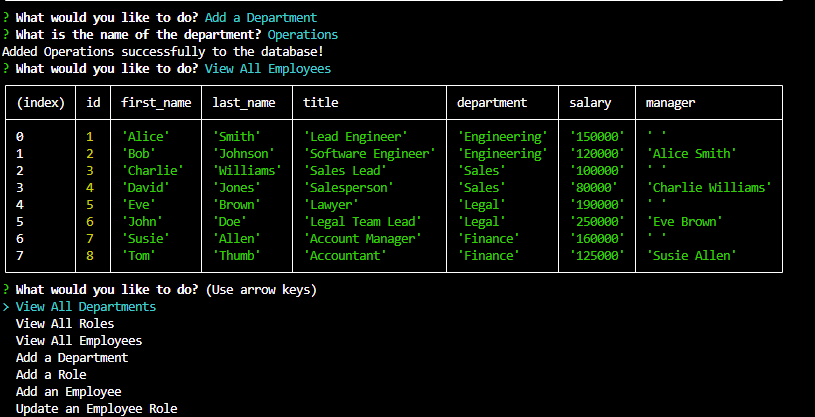 ? What would you like to do? Add a Department
? What is the name of the department? Operations
Added Operations successfully to the database!
? What would you like to do? View All Employees
(index) id first_name last_name title department salary manager
0 1 'Alice' 'Smith' 'Lead Engineer' 'Engineering' '150000' ' '
1 2 'Bob' 'Johnson' 'Software Engineer' 'Engineering' '120000' 'Alice Smith'
2 3 'Charlie' 'Williams' 'Sales Lead' 'Sales' '100000' ' '
3 4 'David' 'Jones' 'Salesperson' 'Sales' '80000' 'Charlie Williams'
4 5 'Eve' 'Brown' 'Lawyer' 'Legal' '190000' ' '
5 6 'John' 'Doe' 'Legal Team Lead' 'Legal' '250000' 'Eve Brown'
6 7 'Susie' 'Allen' 'Account Manager' 'Finance' '160000' ' '
7 8 'Tom' 'Thumb' 'Accountant' 'Finance' '125000' 'Susie Allen'
? What would you like to do? (Use arrow keys)
> View All Departments
View All Roles
View All Employees
Add a Department
Add a Role
Add an Employee
Update an Employee Role